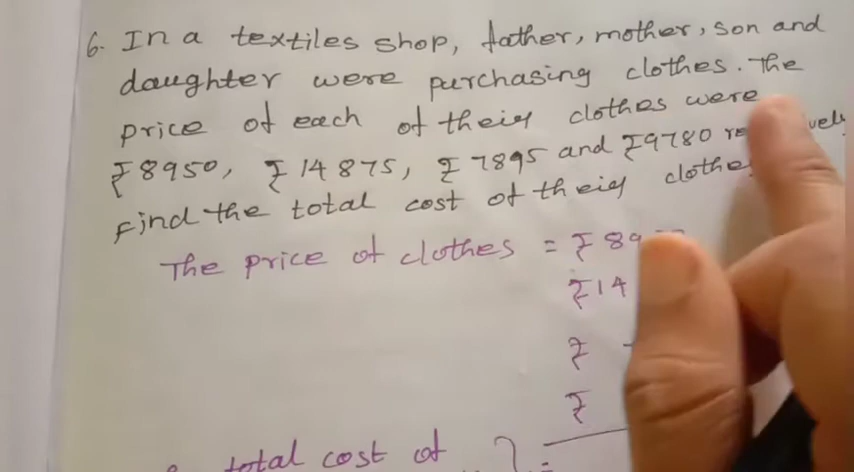 6. In a textiles shop, father, mother, son and
daughter were purchasing clothes. The
price of each of their clothes were
₹8950, ₹14875, ₹7895 and ₹9780
Find the total cost of their
The price of clothes = ₹
₹14
₹
₹
total cost of